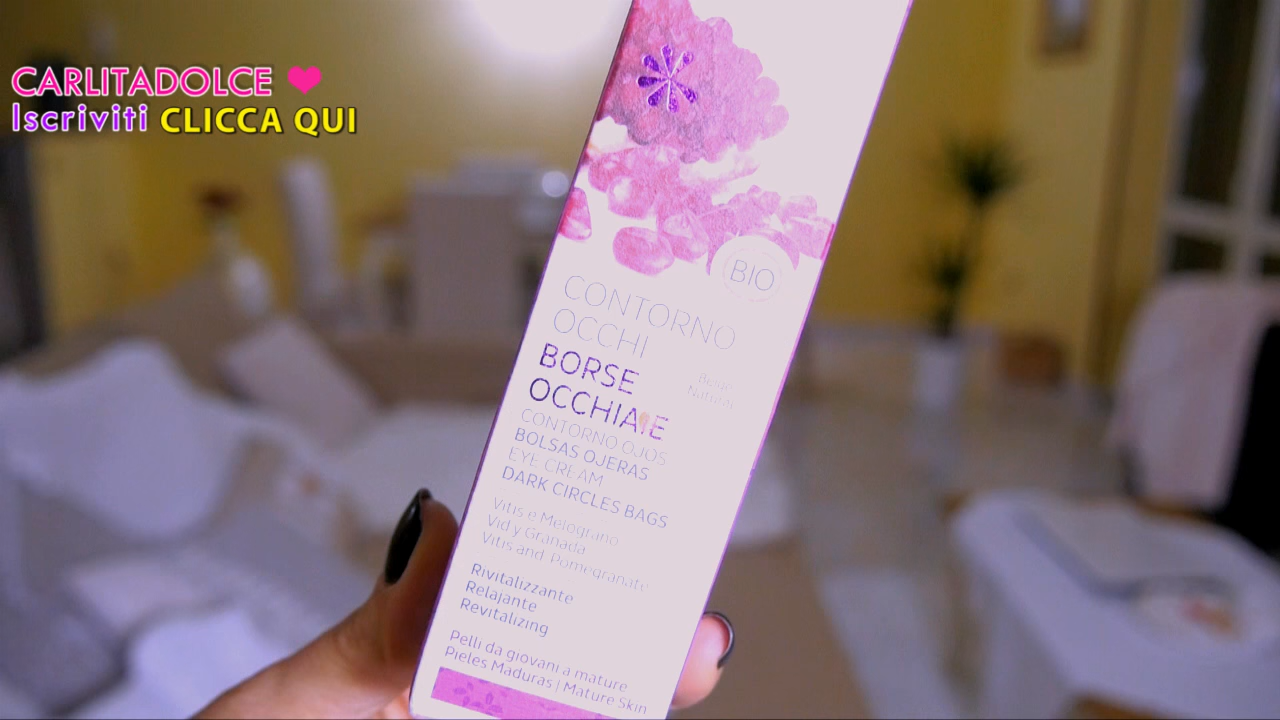 CARLITADOLCE
Iscriviti CLICCA QUI
BIO
CONTORNO
OCCHI
BORSE
OCCHIAIE
CONTORNO OJOS
BOLSAS OJERAS
EYE CREAM
DARK CIRCLES BAGS
Vitis e Melograno
Vid y Granada
Vitis and Pomegranate
Rivitalizzante
Relajante
Revitalizing
Pelli da giovani a mature
Pieles Maduras | Mature Skin